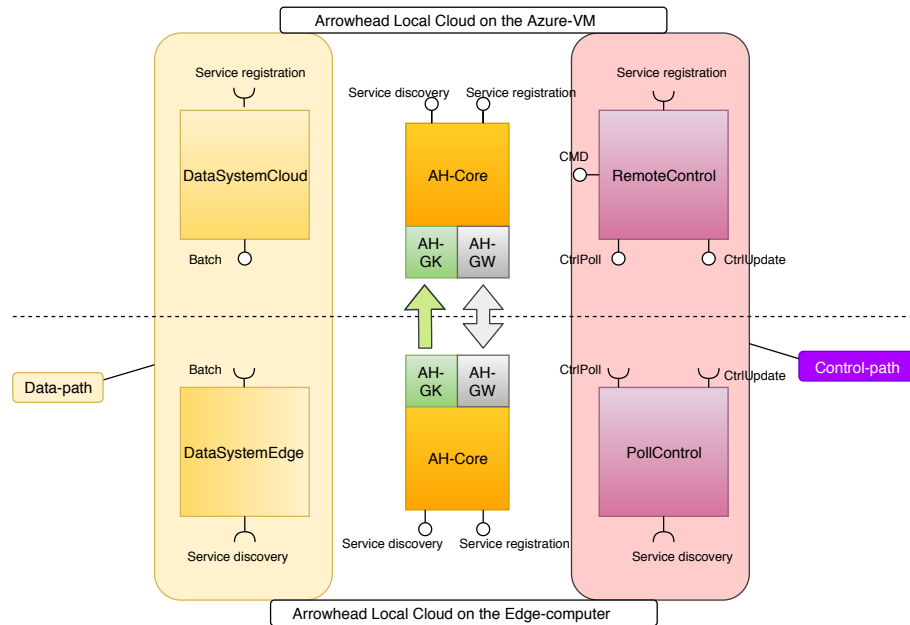 Arrowhead Local Cloud on the Azure-VM
Service registration
Service discovery
Service registration
Service registration
DataSystemCloud
AH-Core
CMD
RemoteControl
AH-
GK
AH-
GW
Batch
CtrlPoll
CtrlUpdate
Data-path
Control-path
Batch
AH-
GK
AH-
GW
CtrlPoll
CtrlUpdate
DataSystemEdge
AH-Core
PollControl
Service discovery
Service discovery
Service registration
Service discovery
Arrowhead Local Cloud on the Edge-computer